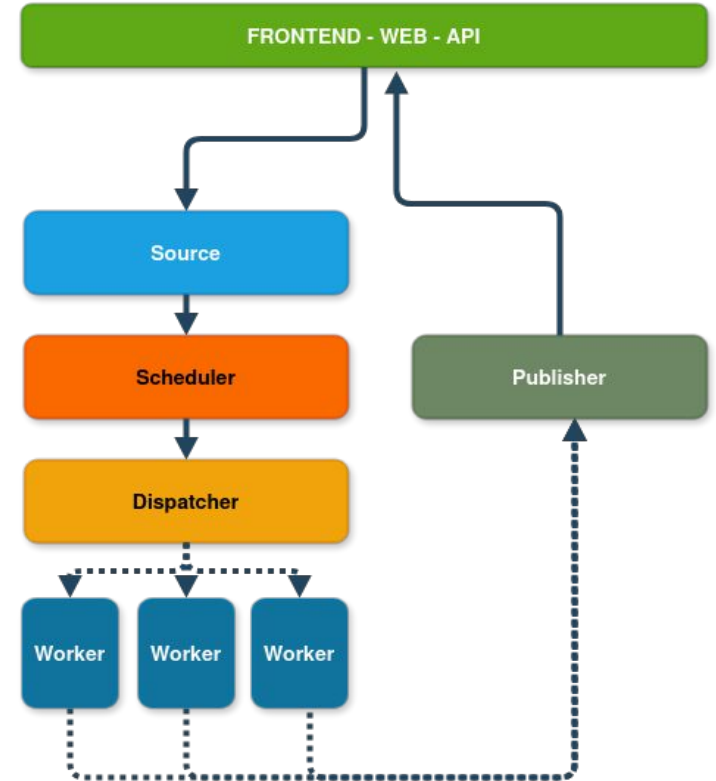 FRONTEND - WEB - API
Source
Scheduler
Publisher
Dispatcher
Worker
Worker
Worker